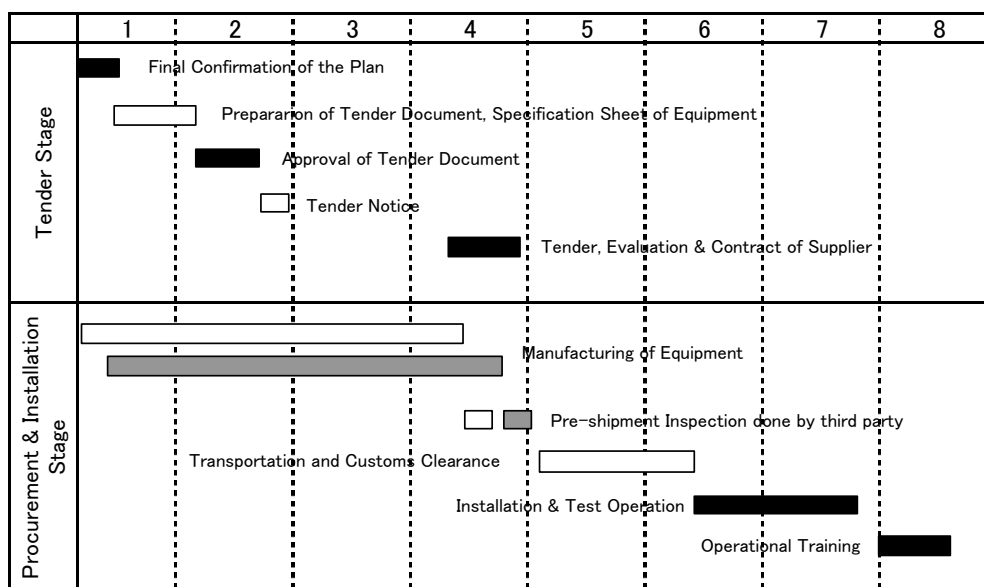 1 2 3 4 5 6 7 8
Tender Stage
Final Confirmation of the Plan
Prepararion of Tender Document, Specification Sheet of Equipment
Approval of Tender Document
Tender Notice
Tender, Evaluation & Contract of Supplier
Procurement & Installation
Stage
Manufacturing of Equipment
Pre-shipment Inspection done by third party
Transportation and Customs Clearance
Installation & Test Operation
Operational Training